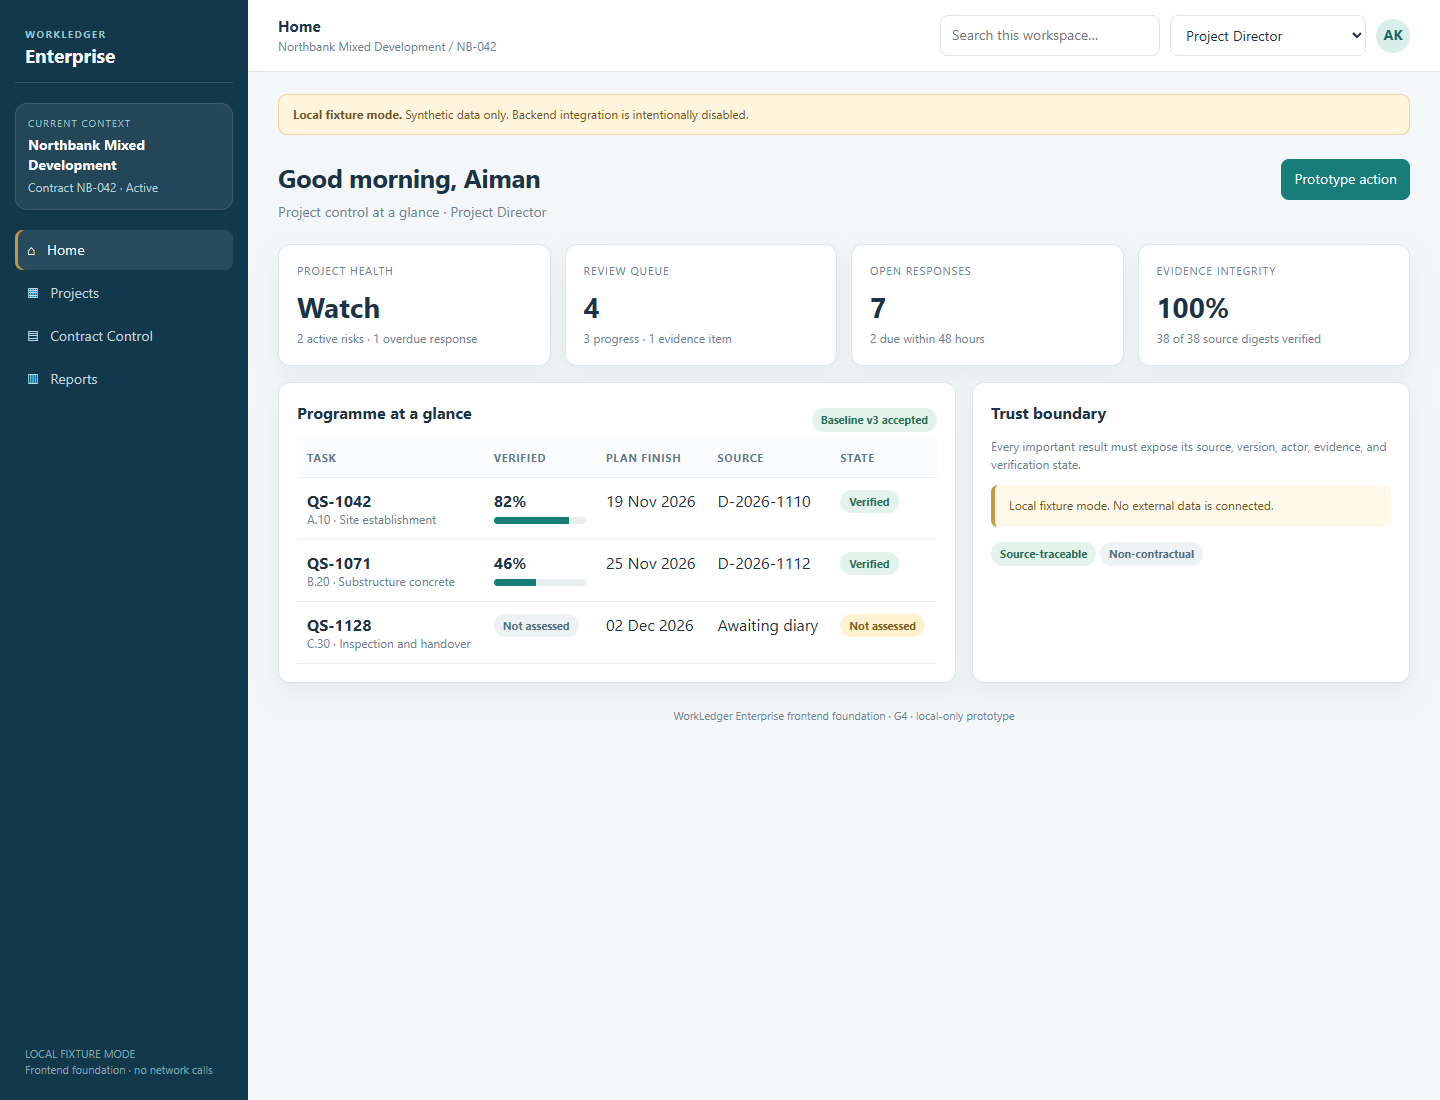 WORKLEDGER
Enterprise
CURRENT CONTEXT
Northbank Mixed
Development
Contract NB-042 · Active
Home
Projects
Contract Control
Reports
LOCAL FIXTURE MODE
Frontend foundation · no network calls
Home
Northbank Mixed Development / NB-042
Search this workspace...
Project Director
AK
Local fixture mode. Synthetic data only. Backend integration is intentionally disabled.
Good morning, Aiman
Project control at a glance · Project Director
Prototype action
PROJECT HEALTH
Watch
2 active risks · 1 overdue response
REVIEW QUEUE
4
3 progress · 1 evidence item
OPEN RESPONSES
7
2 due within 48 hours
EVIDENCE INTEGRITY
100%
38 of 38 source digests verified
Programme at a glance
Baseline v3 accepted
TASK VERIFIED PLAN FINISH SOURCE STATE
QS-1042 82% 19 Nov 2026 D-2026-1110 Verified
A.10 · Site establishment
QS-1071 46% 25 Nov 2026 D-2026-1112 Verified
B.20 · Substructure concrete
QS-1128 Not assessed 02 Dec 2026 Awaiting diary Not assessed
C.30 · Inspection and handover
Trust boundary
Every important result must expose its source, version, actor, evidence, and
verification state.
Local fixture mode. No external data is connected.
Source-traceable Non-contractual
WorkLedger Enterprise frontend foundation · G4 · local-only prototype